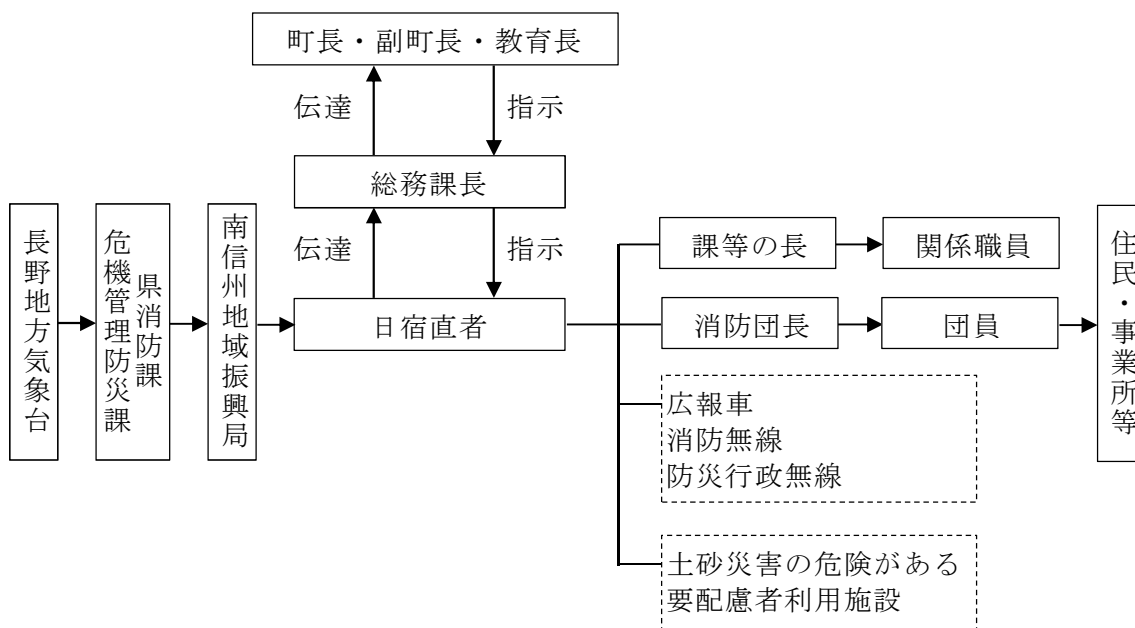 町長・副町長・教育長
伝達
指示
総務課長
伝達
指示
長野地方気象台
県消防課
危機管理防災課
南信州地域振興局
日宿直者
課等の長
関係職員
消防団長
団員
住民・事業所等
広報車
消防無線
防災行政無線
土砂災害の危険がある
要配慮者利用施設